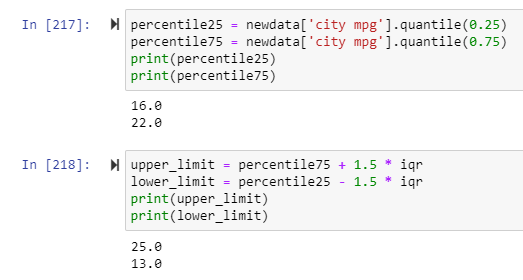 In [217]: percentile25 = newdata['city mpg'].quantile(0.25)
percentile75 = newdata['city mpg'].quantile(0.75)
print(percentile25)
print(percentile75)
16.0
22.0
In [218]: upper_limit = percentile75 + 1.5 * iqr
lower_limit = percentile25 - 1.5 * iqr
print(upper_limit)
print(lower_limit)
25.0
13.0